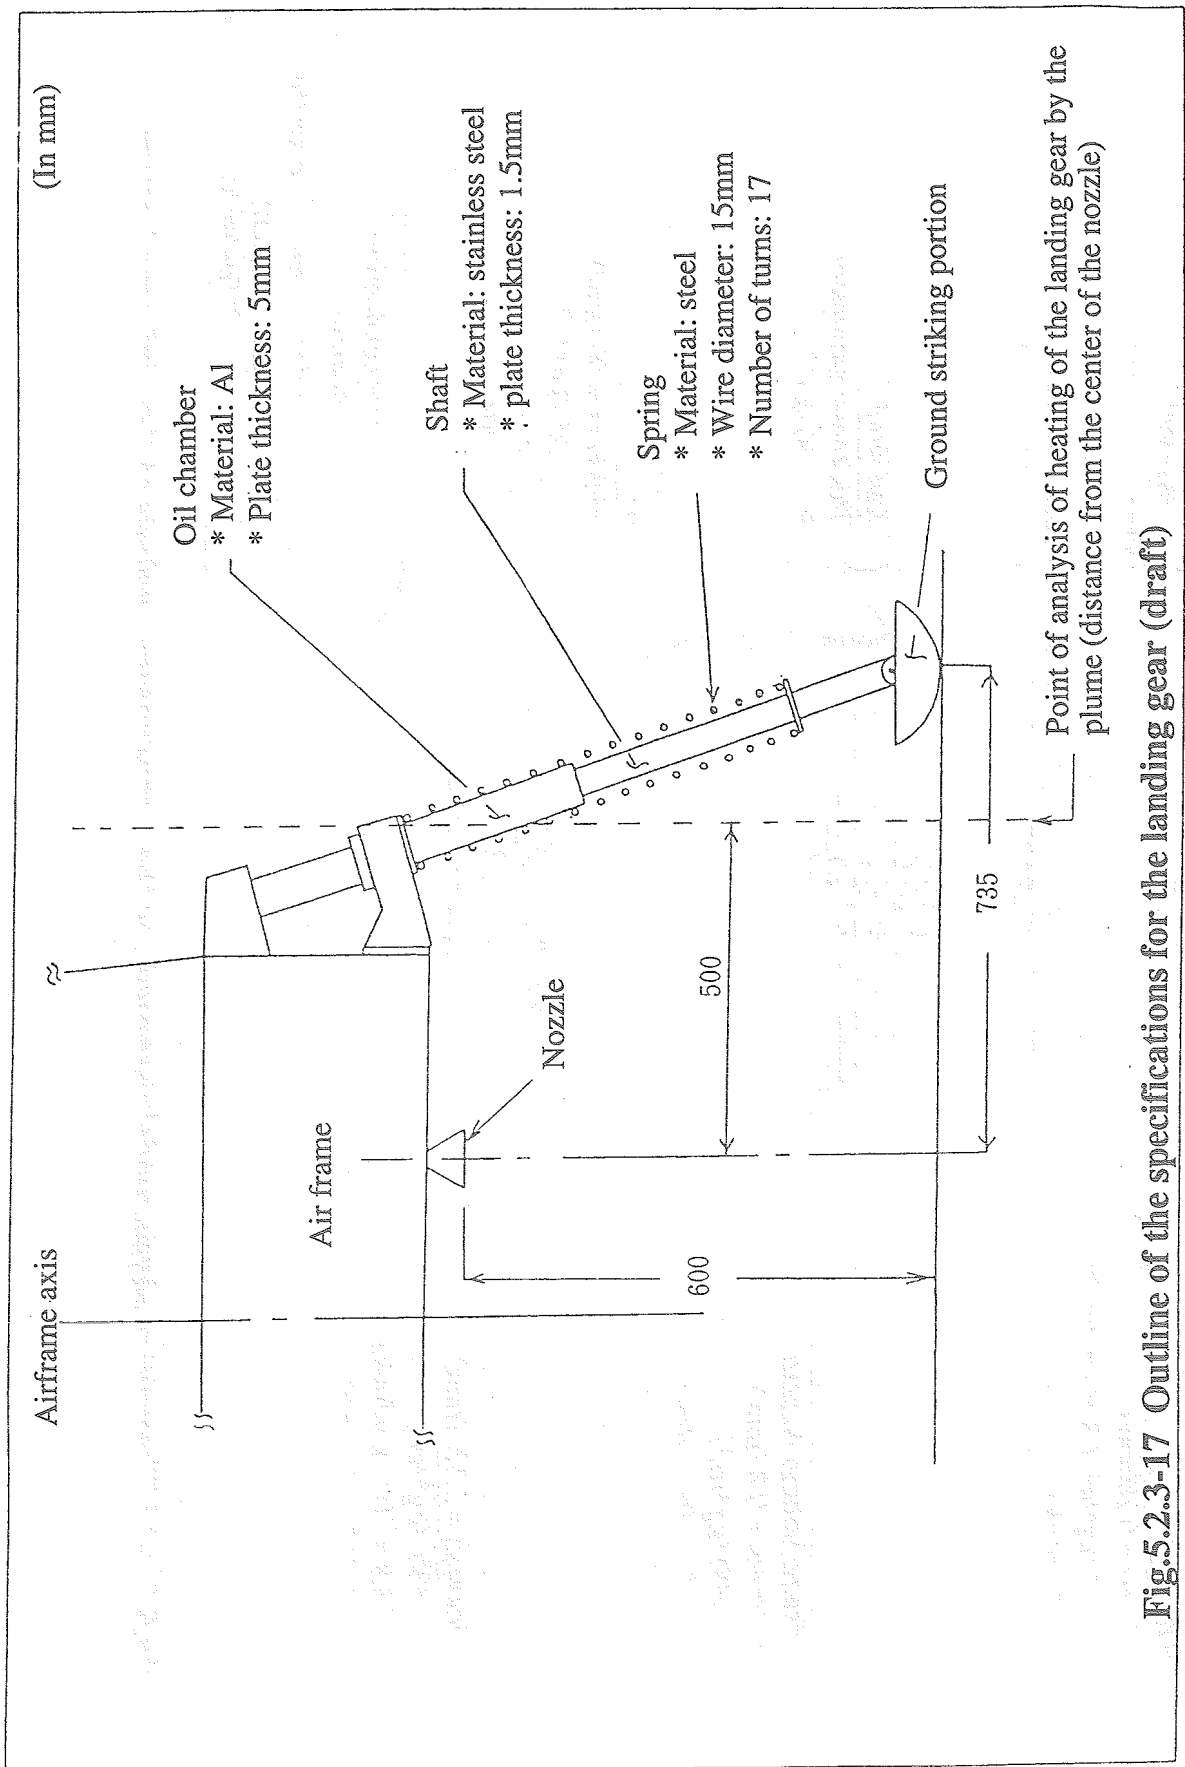 (In mm)
Airframe axis
Oil chamber
* Material: Al
* Plate thickness: 5mm
Air frame
Shaft
* Material: stainless steel
* plate thickness: 1.5mm
Nozzle
Spring
* Material: steel
* Wire diameter: 15mm
* Number of turns: 17
600
500
735
Ground striking portion
Point of analysis of heating of the landing gear by the
plume (distance from the center of the nozzle)
Fig.5.2.3-17 Outline of the specifications for the landing gear (draft)